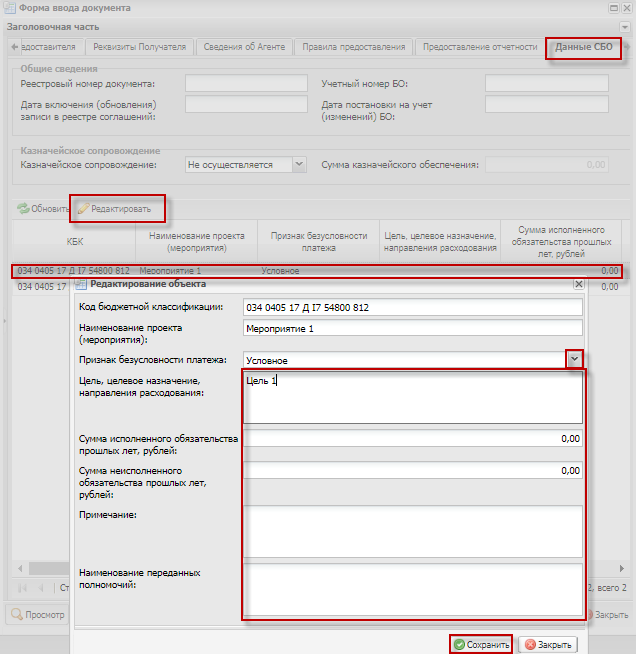 Форма ввода документа
Заголовочная часть
едоставителя
Реквизиты Получателя
Сведения об Агенте
Правила предоставления
Предоставление отчетности
Данные СБО
Общие сведения
Реестровый номер документа:
Учетный номер БО:
Дата включения (обновления)
записи в реестре соглашений:
Дата постановки на учет
(изменений) БО:
Казначейское сопровождение
Казначейское сопровождение:
Не осуществляется
Сумма казначейского обеспечения:
0,00
Обновить
Редактировать
КБК
Наименование проекта
(мероприятия)
Признак безусловности
платежа
Цель, целевое назначение,
направления расходования
Сумма исполненного
обязательства прошлых
лет, рублей
034 0405 17 Д I7 54800 812
Мероприятие 1
Условное
0.00
034 0405 17
0.00
Редактирование объекта
Код бюджетной классификации:
034 0405 17 Д I7 54800 812
Наименование проекта
(мероприятия):
Мероприятие 1
Признак безусловности платежа:
Условное
Цель, целевое назначение,
направления расходования:
Цель 1
Сумма исполненного обязательства
прошлых лет, рублей:
0,00
Сумма неисполненного
обязательства прошлых лет,
рублей:
0,00
Примечание:
Наименование переданных
полномочий:
Ст
2, всего 2
Просмотр
Закрыть
Сохранить
Закрыть